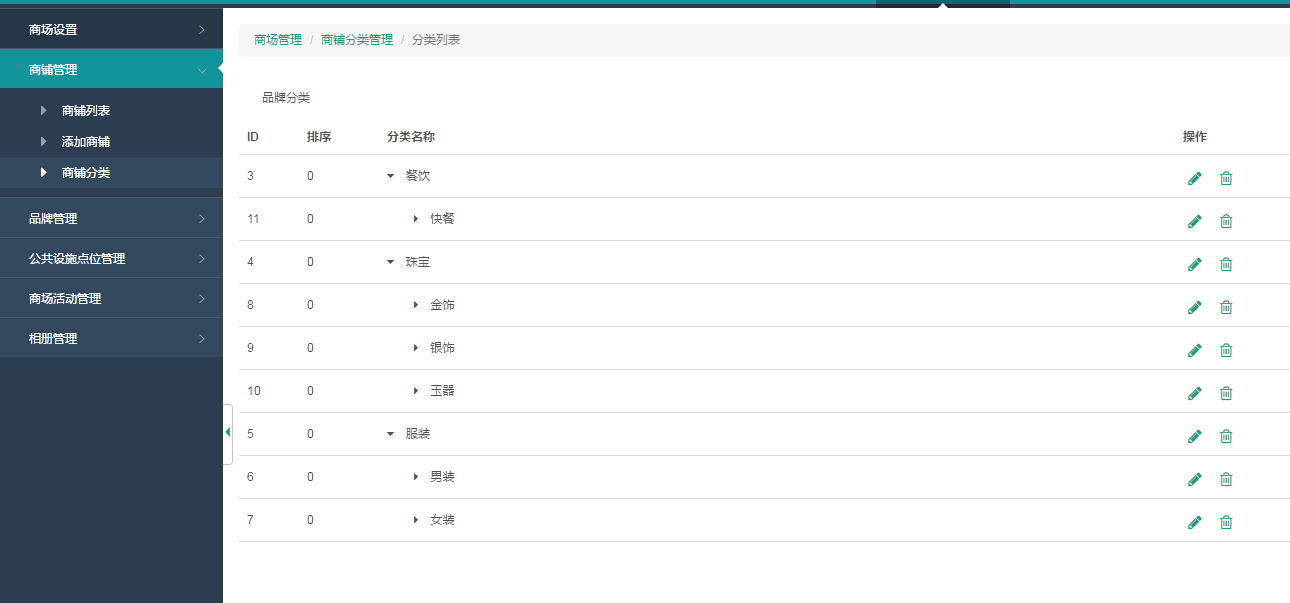 商场设置
商铺管理
商铺列表
添加商铺
商铺分类
品牌管理
公共设施点位管理
商场活动管理
相册管理
商场管理 / 商铺分类管理 / 分类列表
品牌分类
ID 排序 分类名称 操作
3 0 餐饮
11 0 快餐
4 0 珠宝
8 0 金饰
9 0 银饰
10 0 玉器
5 0 服装
6 0 男装
7 0 女装